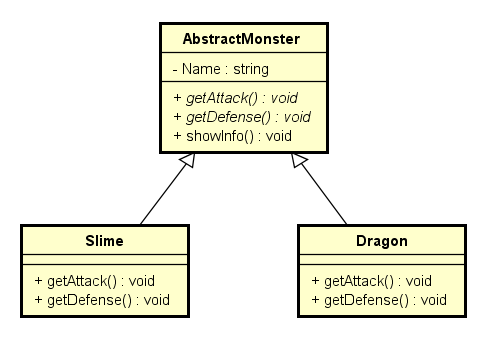 AbstractMonster
- Name : string
+ getAttack() : void
+ getDefense() : void
+ showInfo() : void
Slime
+ getAttack() : void
+ getDefense() : void
Dragon
+ getAttack() : void
+ getDefense() : void